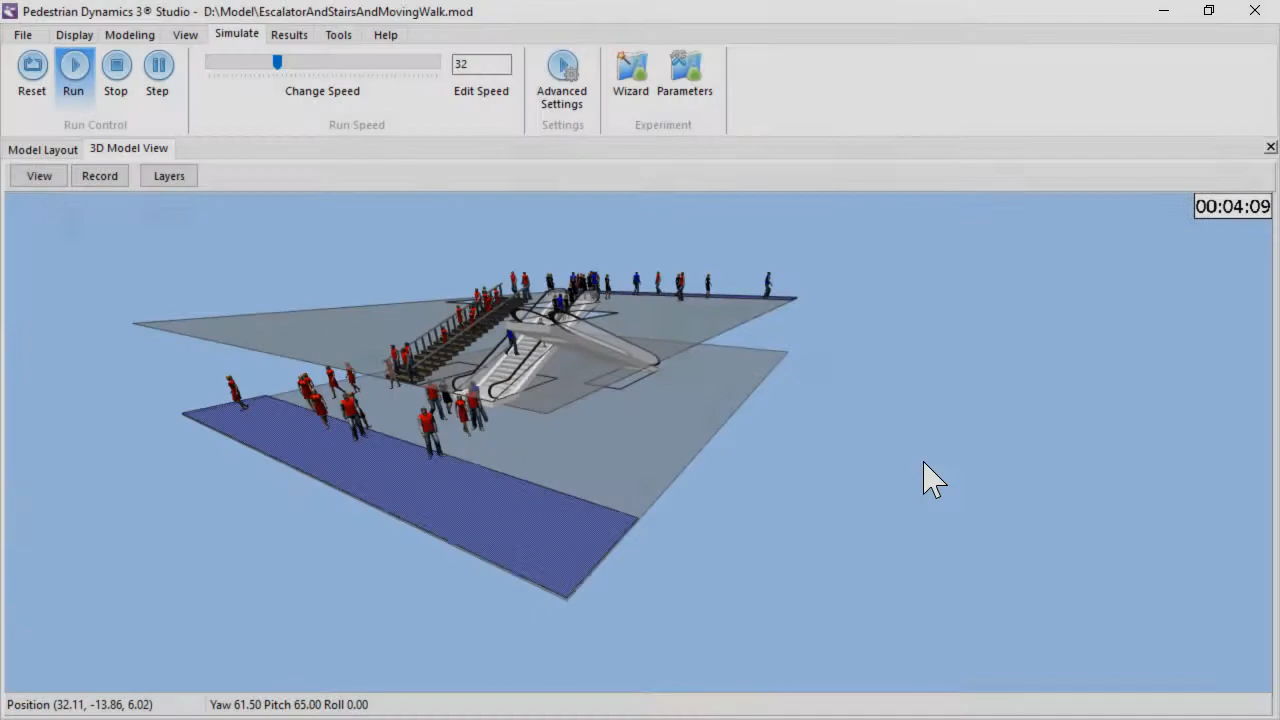 Pedestrian Dynamics 3® Studio - D:\Model\EscalatorAndStairsAndMovingWalk.mod
File Display Modeling View Simulate Results Tools Help
Reset Run Stop Step
Run Control
32
Change Speed Edit Speed
Run Speed
Advanced Settings
Settings
Wizard Parameters
Experiment
Model Layout 3D Model View
View Record Layers
00:04:09
Position (32.11, -13.86, 6.02) Yaw 61.50 Pitch 65.00 Roll 0.00